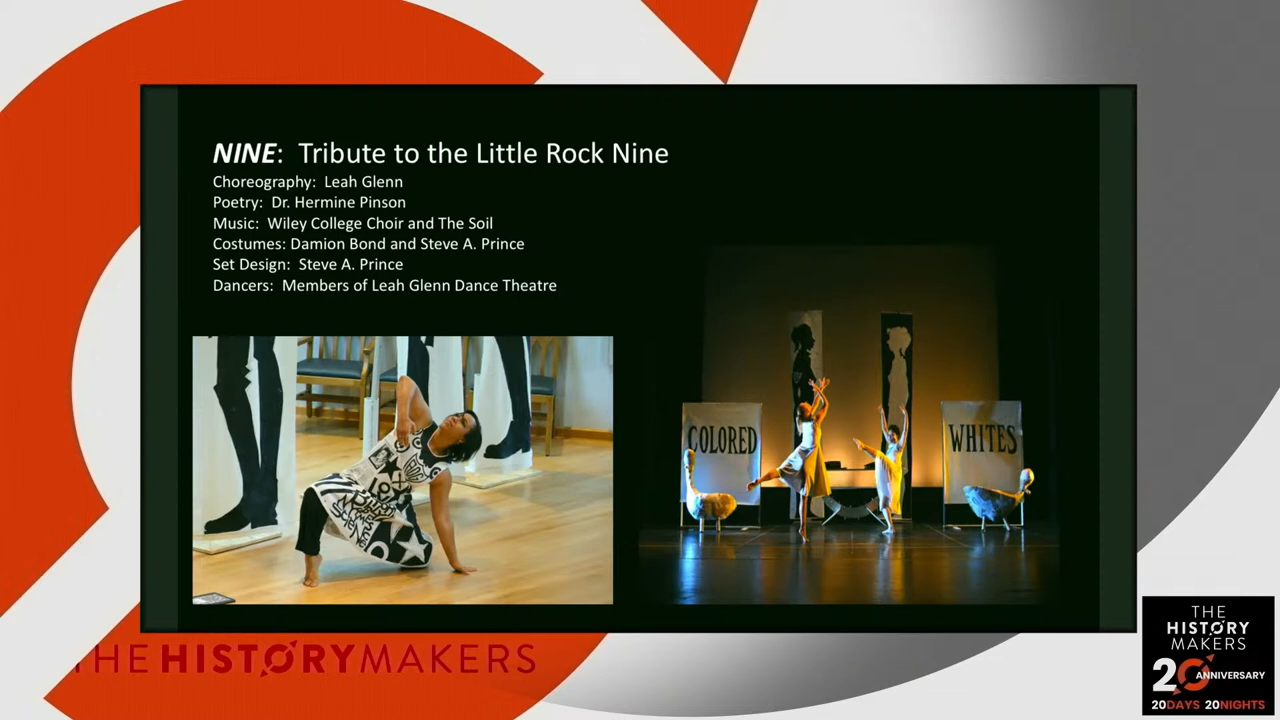 NINE:  Tribute to the Little Rock Nine
Choreography:  Leah Glenn
Poetry:  Dr. Hermine Pinson
Music:  Wiley College Choir and The Soil
Costumes: Damion Bond and Steve A. Prince
Set Design:  Steve A. Prince
Dancers:  Members of Leah Glenn Dance Theatre
COLORED
WHITES
THE HISTORYMAKERS
THE
HISTORY
MAKERS
20 ANNIVERSARY
20DAYS 20NIGHTS